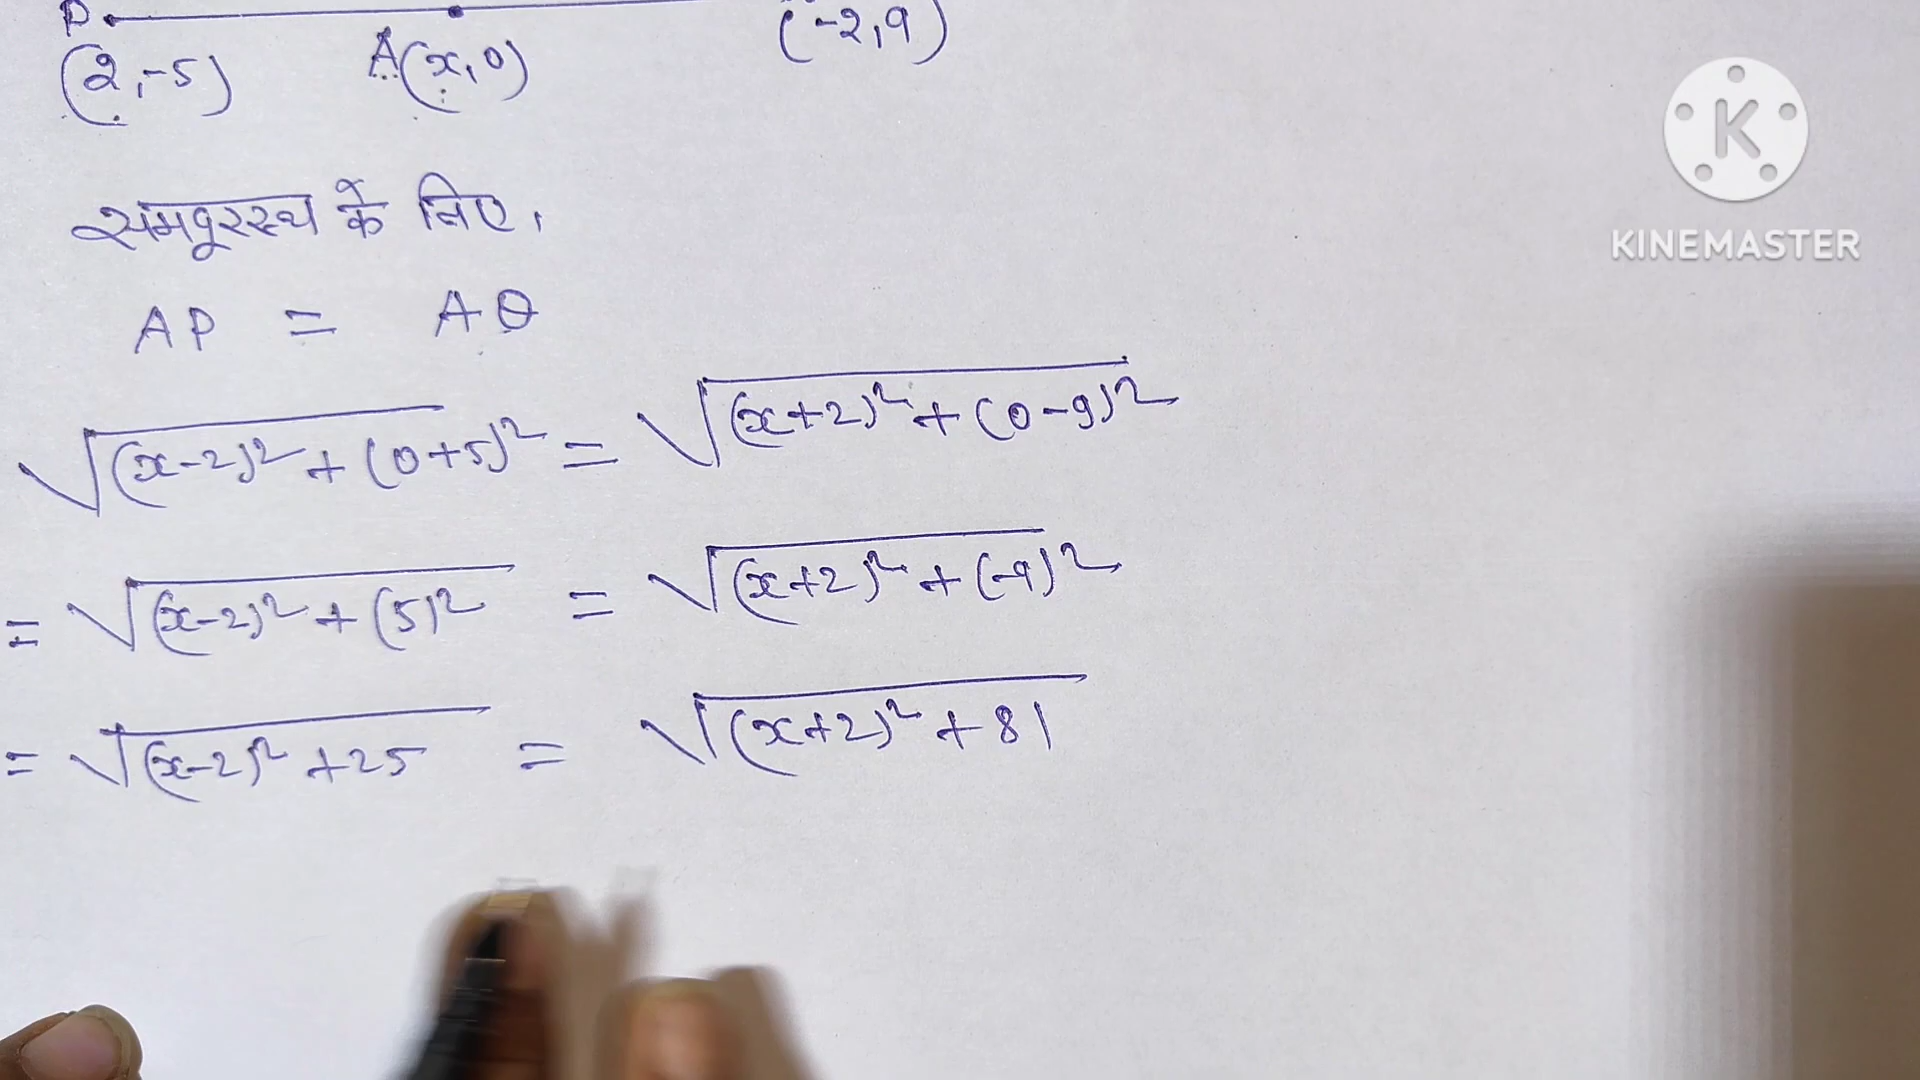 P
(2,-5) A(x,0) (-2,9)
K
KINEMASTER
समदूरस्थ के लिए,
AP = AQ
√(x-2)² + (0+5)² = √(x+2)² + (0-9)²
= √(x-2)² + (5)² = √(x+2)² + (-9)²
= √(x-2)² +25 = √(x+2)² + 81